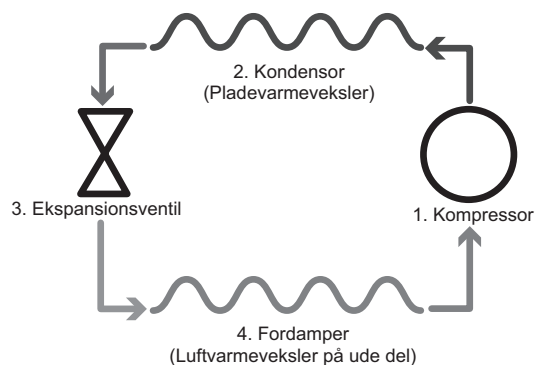 2. Kondensor
(Pladevarmeveksler)
3. Ekspansionsventil
1. Kompressor
4. Fordamper
(Luftvarmeveksler på ude del)